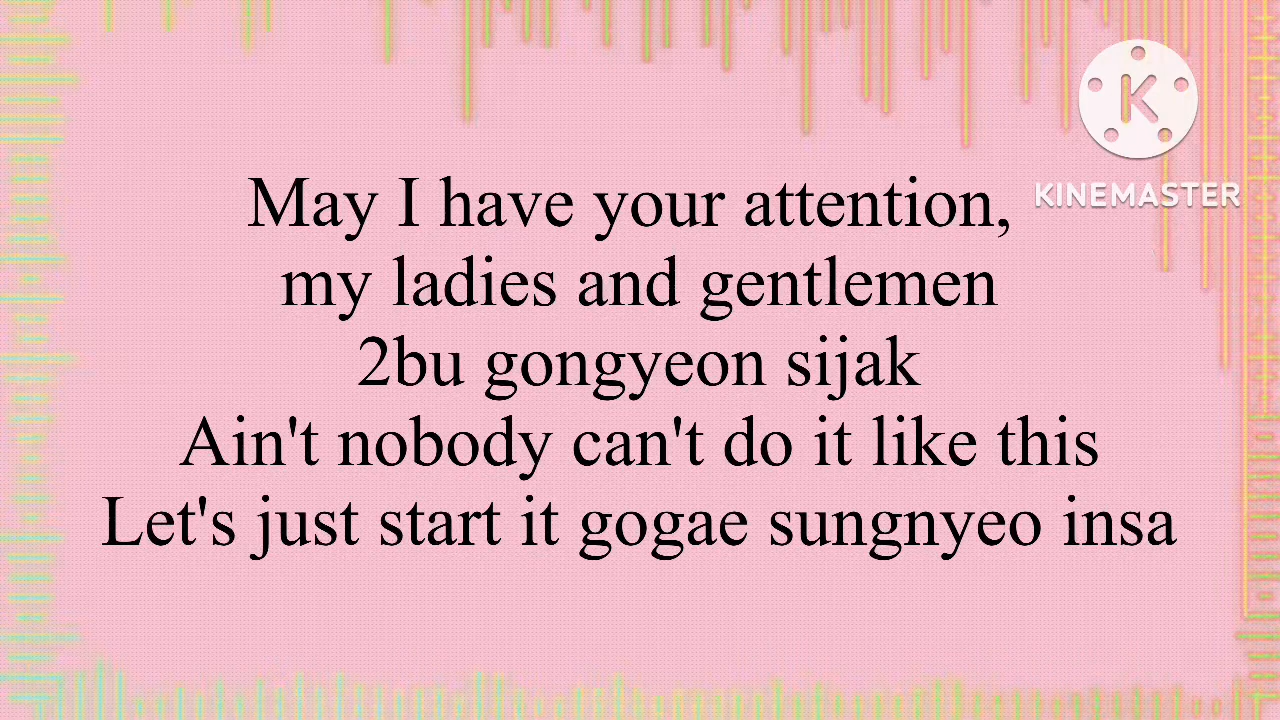 K
KINEMASTER
May I have your attention,
my ladies and gentlemen
2bu gongyeon sijak
Ain't nobody can't do it like this
Let's just start it gogae sungnyeo insa